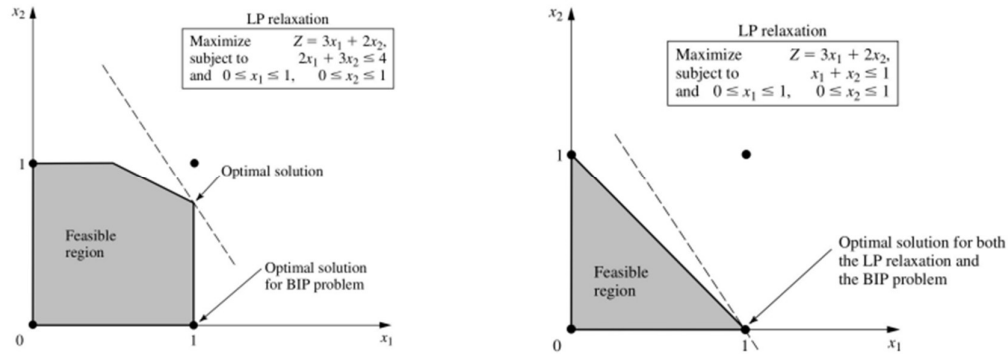 x₂
LP relaxation
Maximize Z = 3x₁ + 2x₂,
subject to 2x₁ + 3x₂ ≤ 4
and 0 ≤ x₁ ≤ 1, 0 ≤ x₂ ≤ 1
1
Optimal solution
Feasible
region
Optimal solution
for BIP problem
0
1
x₁
x₂
LP relaxation
Maximize Z = 3x₁ + 2x₂,
subject to x₁ + x₂ ≤ 1
and 0 ≤ x₁ ≤ 1, 0 ≤ x₂ ≤ 1
1
Optimal solution for both
the LP relaxation and
the BIP problem
Feasible
region
0
1
x₁